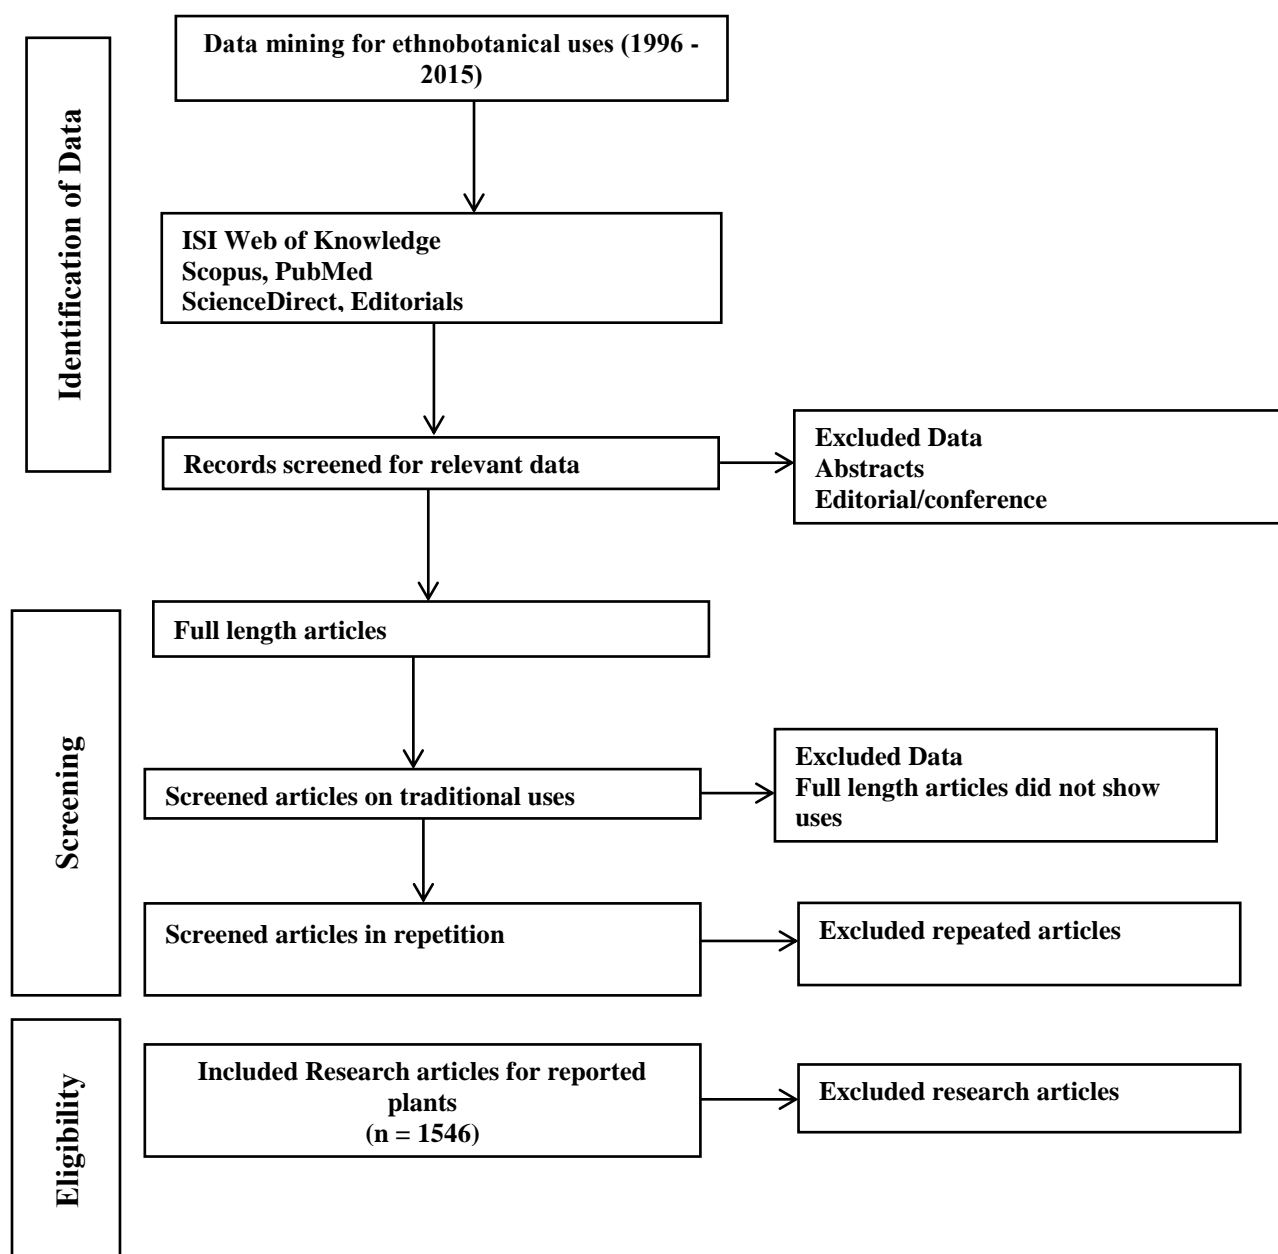 Identification of Data
Data mining for ethnobotanical uses (1996 -
2015)
ISI Web of Knowledge
Scopus, PubMed
ScienceDirect, Editorials
Records screened for relevant data
Excluded Data
Abstracts
Editorial/conference
Screening
Full length articles
Screened articles on traditional uses
Excluded Data
Full length articles did not show
uses
Screened articles in repetition
Excluded repeated articles
Eligibility
Included Research articles for reported
plants
(n = 1546)
Excluded research articles